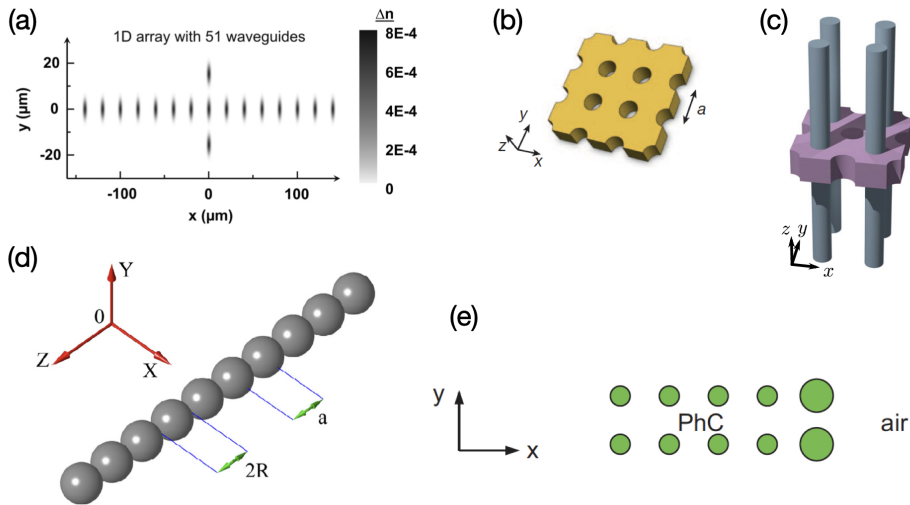 (a)
Δn
1D array with 51 waveguides
8E-4
6E-4
4E-4
2E-4
0
y (μm)
20
0
-20
-100
0
100
x (μm)
(b)
a
y
z
x
(c)
z
y
x
(d)
Y
0
Z
X
a
2R
(e)
y
x
PhC
air